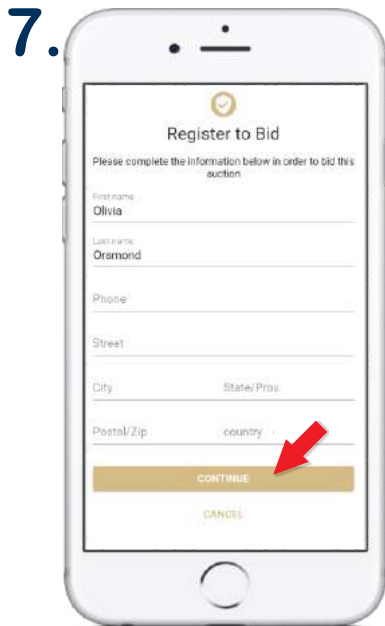 7.
Register to Bid
Please complete the information below in order to bid this
auction
First name
Olivia
Last name
Orsmond
Phone
Street
City State/Prov.
Postal/Zip country
CONTINUE
CANCEL